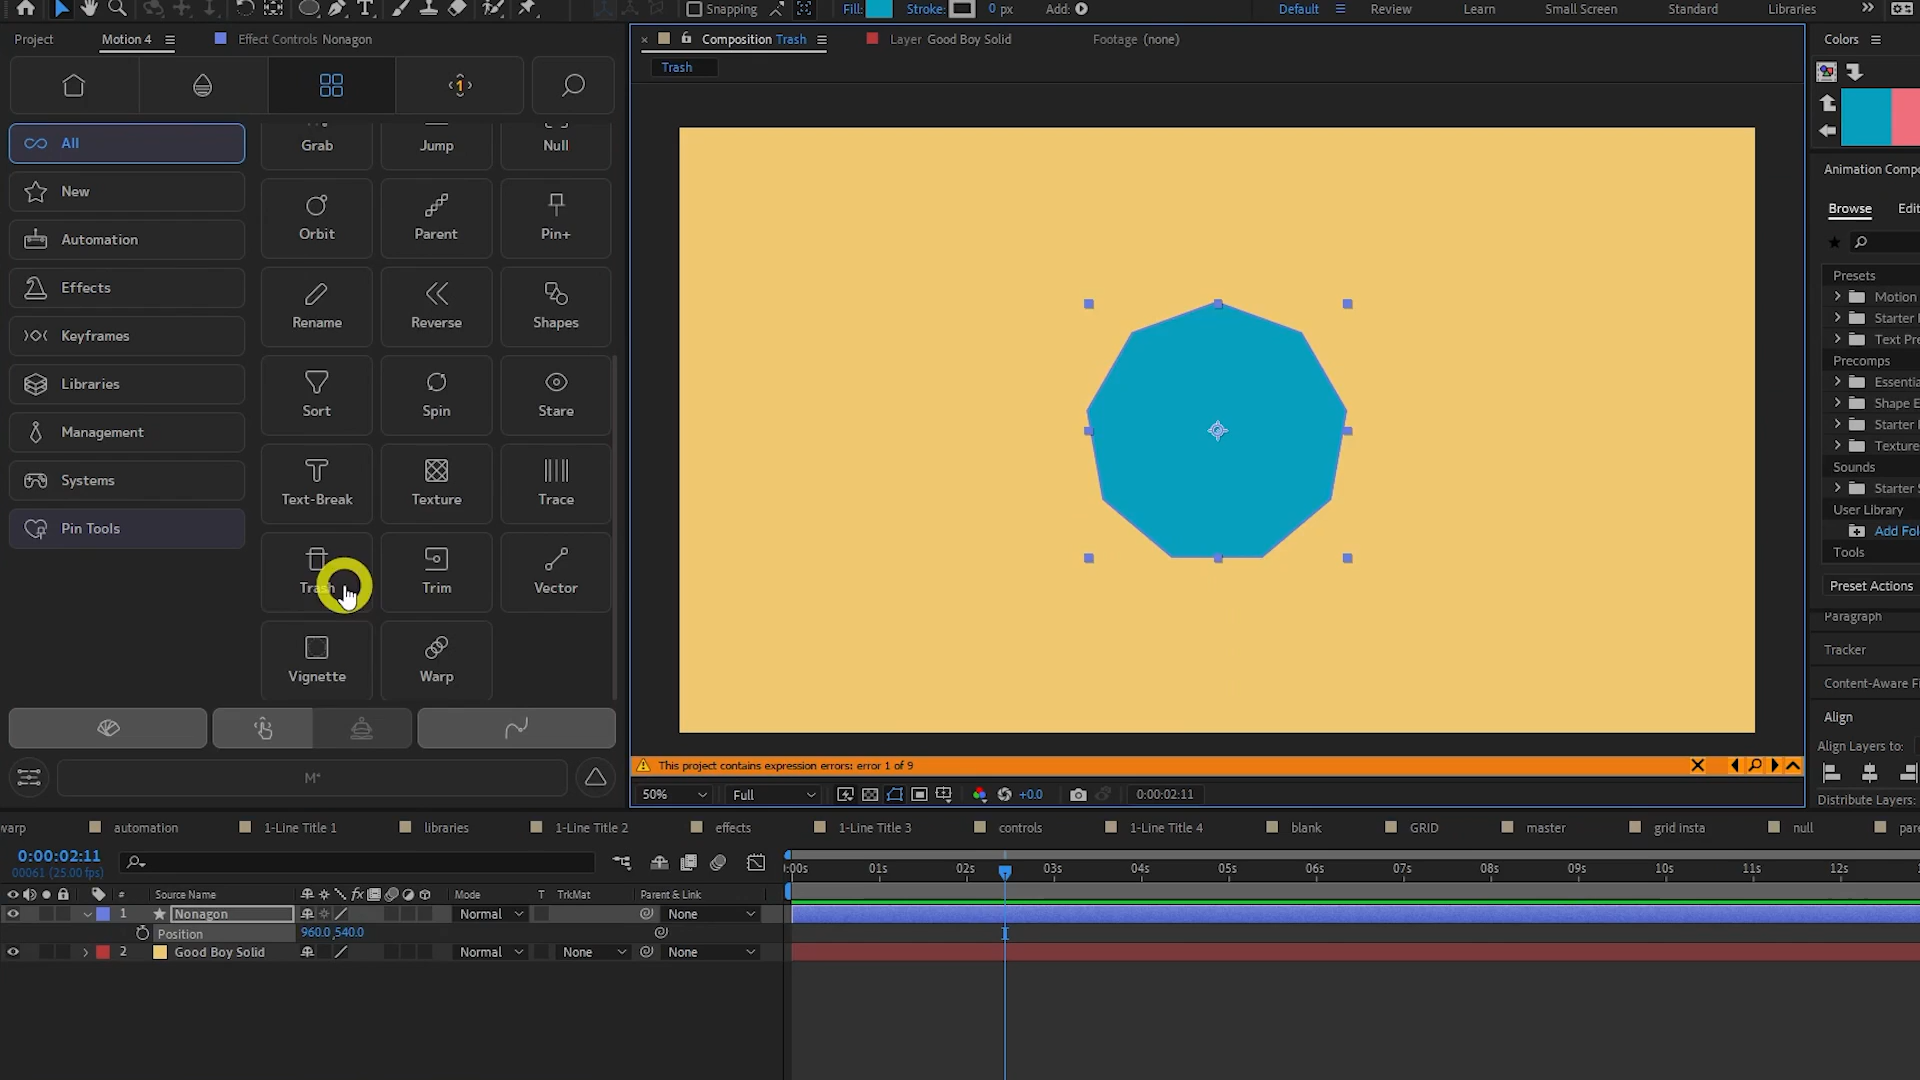 Snapping
Fill:
Stroke:
0 px
Add:
Default
Review
Learn
Small Screen
Standard
Libraries
Project
Motion 4
Effect Controls Nonagon
Composition Trash
Layer Good Boy Solid
Footage (none)
Colors
Trash
All
New
Automation
Effects
Keyframes
Libraries
Management
Systems
Pin Tools
Grab
Jump
Null
Orbit
Parent
Pin+
Rename
Reverse
Shapes
Sort
Spin
Stare
Text-Break
Texture
Trace
Trash
Trim
Vector
Vignette
Warp
M*
This project contains expression errors: error 1 of 9
50%
Full
+0.0
0:00:02:11
Animation Compo
Browse
Edi
Presets
Motion
Starter
Text Pre
Precomps
Essentia
Shape E
Starter
Texture
Sounds
Starter S
User Library
Add Fol
Tools
Preset Actions
Paragraph
Tracker
Content-Aware Fi
Align
Align Layers to:
Distribute Layers:
warp
automation
1-Line Title 1
libraries
1-Line Title 2
effects
1-Line Title 3
controls
1-Line Title 4
blank
GRID
master
grid insta
null
pare
0:00:02:11
00061 (25.00 fps)
:00s
01s
02s
03s
04s
05s
06s
07s
08s
09s
10s
11s
12s
#
Source Name
fx
Mode
T
TrkMat
Parent & Link
1
Nonagon
Normal
None
Position
960.0,540.0
2
Good Boy Solid
Normal
None
None